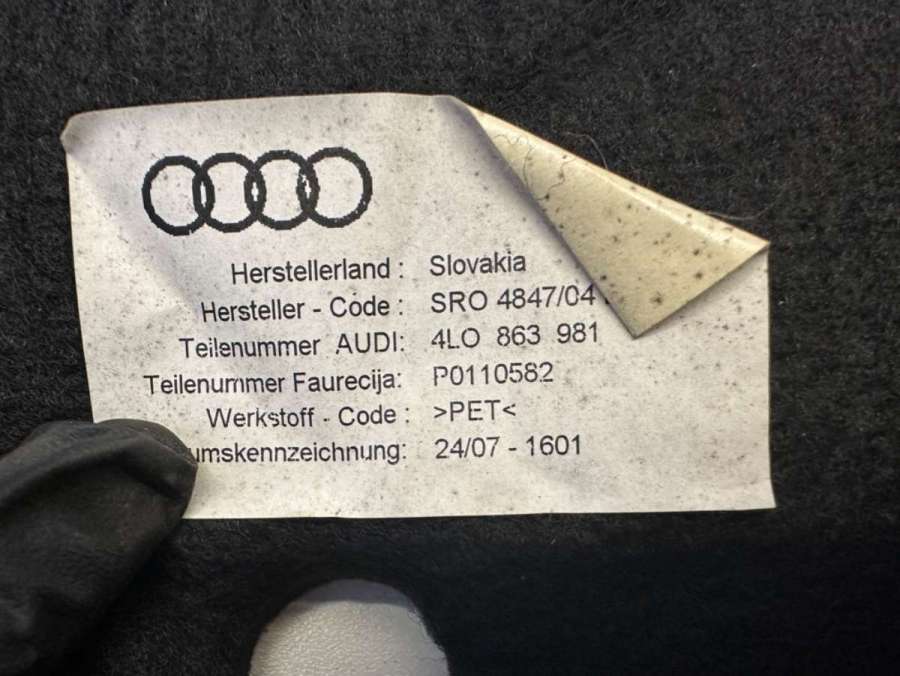 Herstellerland : Slovakia
Hersteller - Code : SRO 4847/04
Teilenummer AUDI: 4LO 863 981
Teilenummer Faurecija: P0110582
Werkstoff - Code : >PET<
umskennzeichnung: 24/07 - 1601